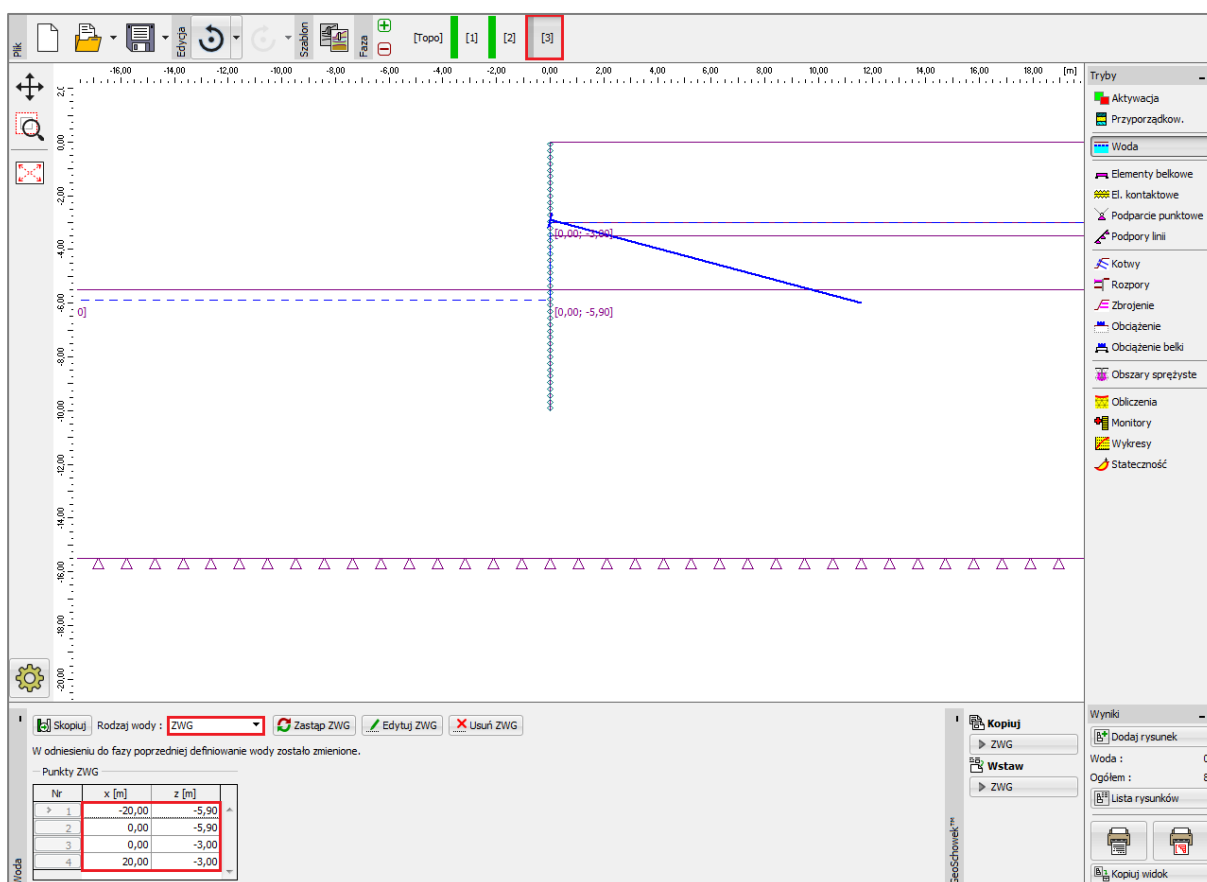 Plik
Edycja
Szablon
Faza
[Topo]
[1]
[2]
[3]
-16,00 -14,00 -12,00 -10,00 -8,00 -6,00 -4,00 -2,00 0,00 2,00 4,00 6,00 8,00 10,00 12,00 14,00 16,00 18,00 [m]
0,00
-2,00
-4,00
-6,00
-8,00
-10,00
-12,00
-14,00
-16,00
-18,00
-20,00
[0,00; -3,00]
0]
[0,00; -5,90]
Tryby
Aktywacja
Przyporządkow.
Woda
Elementy belkowe
El. kontaktowe
Podparcie punktowe
Podpory linii
Kotwy
Rozpory
Zbrojenie
Obciążenie
Obciążenie belki
Obszary sprężyste
Obliczenia
Monitory
Wykresy
Stateczność
Skopiuj
Rodzaj wody : ZWG
Zastąp ZWG
Edytuj ZWG
Usuń ZWG
W odniesieniu do fazy poprzedniej definiowanie wody zostało zmienione.
Punkty ZWG
Nr x [m] z [m]
> 1 -20,00 -5,90
2 0,00 -5,90
3 0,00 -3,00
4 20,00 -3,00
Woda
GeoSchowek™
Kopiuj
ZWG
Wstaw
ZWG
Wyniki
Dodaj rysunek
Woda :
Ogółem :
Lista rysunków
Kopiuj widok